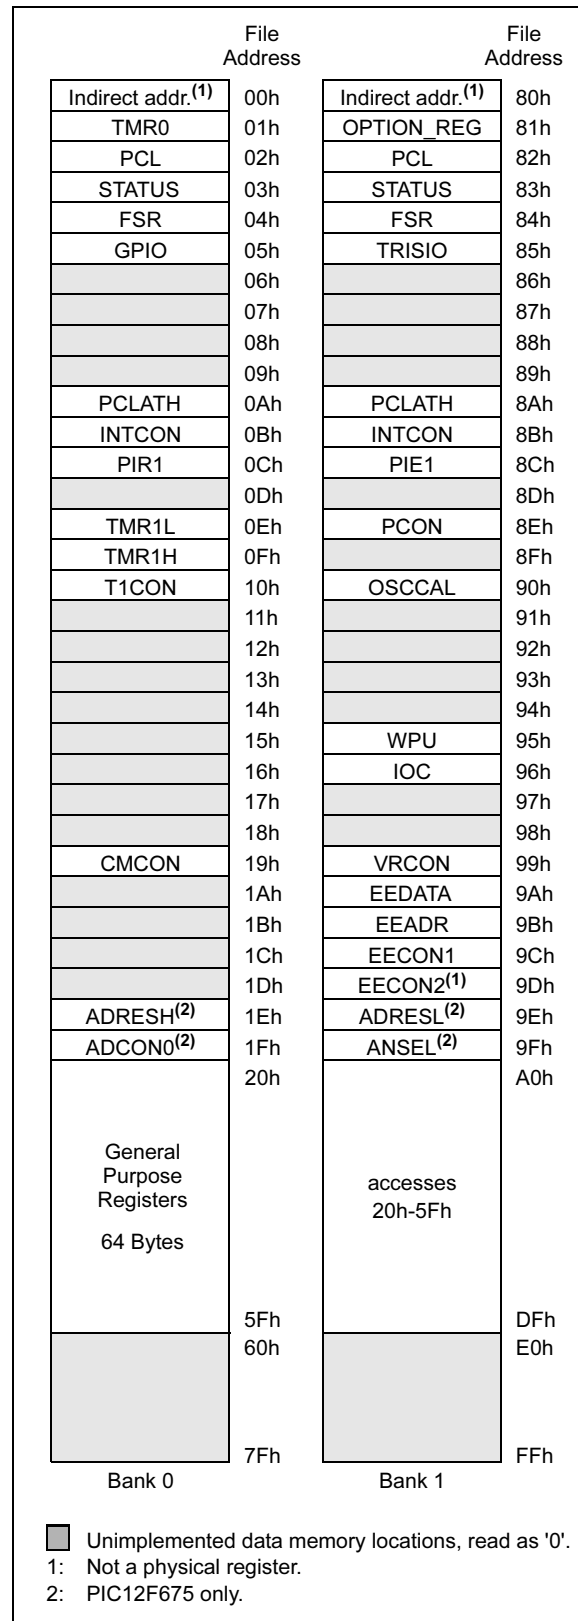 File Address File Address
Indirect addr.(1) 00h Indirect addr.(1) 80h
TMR0 01h OPTION_REG 81h
PCL 02h PCL 82h
STATUS 03h STATUS 83h
FSR 04h FSR 84h
GPIO 05h TRISIO 85h
06h 86h
07h 87h
08h 88h
09h 89h
PCLATH 0Ah PCLATH 8Ah
INTCON 0Bh INTCON 8Bh
PIR1 0Ch PIE1 8Ch
0Dh 8Dh
TMR1L 0Eh PCON 8Eh
TMR1H 0Fh 8Fh
T1CON 10h OSCCAL 90h
11h 91h
12h 92h
13h 93h
14h 94h
15h WPU 95h
16h IOC 96h
17h 97h
18h 98h
CMCON 19h VRCON 99h
1Ah EEDATA 9Ah
1Bh EEADR 9Bh
1Ch EECON1 9Ch
1Dh EECON2(1) 9Dh
ADRESH(2) 1Eh ADRESL(2) 9Eh
ADCON0(2) 1Fh ANSEL(2) 9Fh
20h A0h
General
Purpose
Registers
64 Bytes
accesses
20h-5Fh
5Fh DFh
60h E0h
7Fh FFh
Bank 0 Bank 1
Unimplemented data memory locations, read as '0'.
1: Not a physical register.
2: PIC12F675 only.